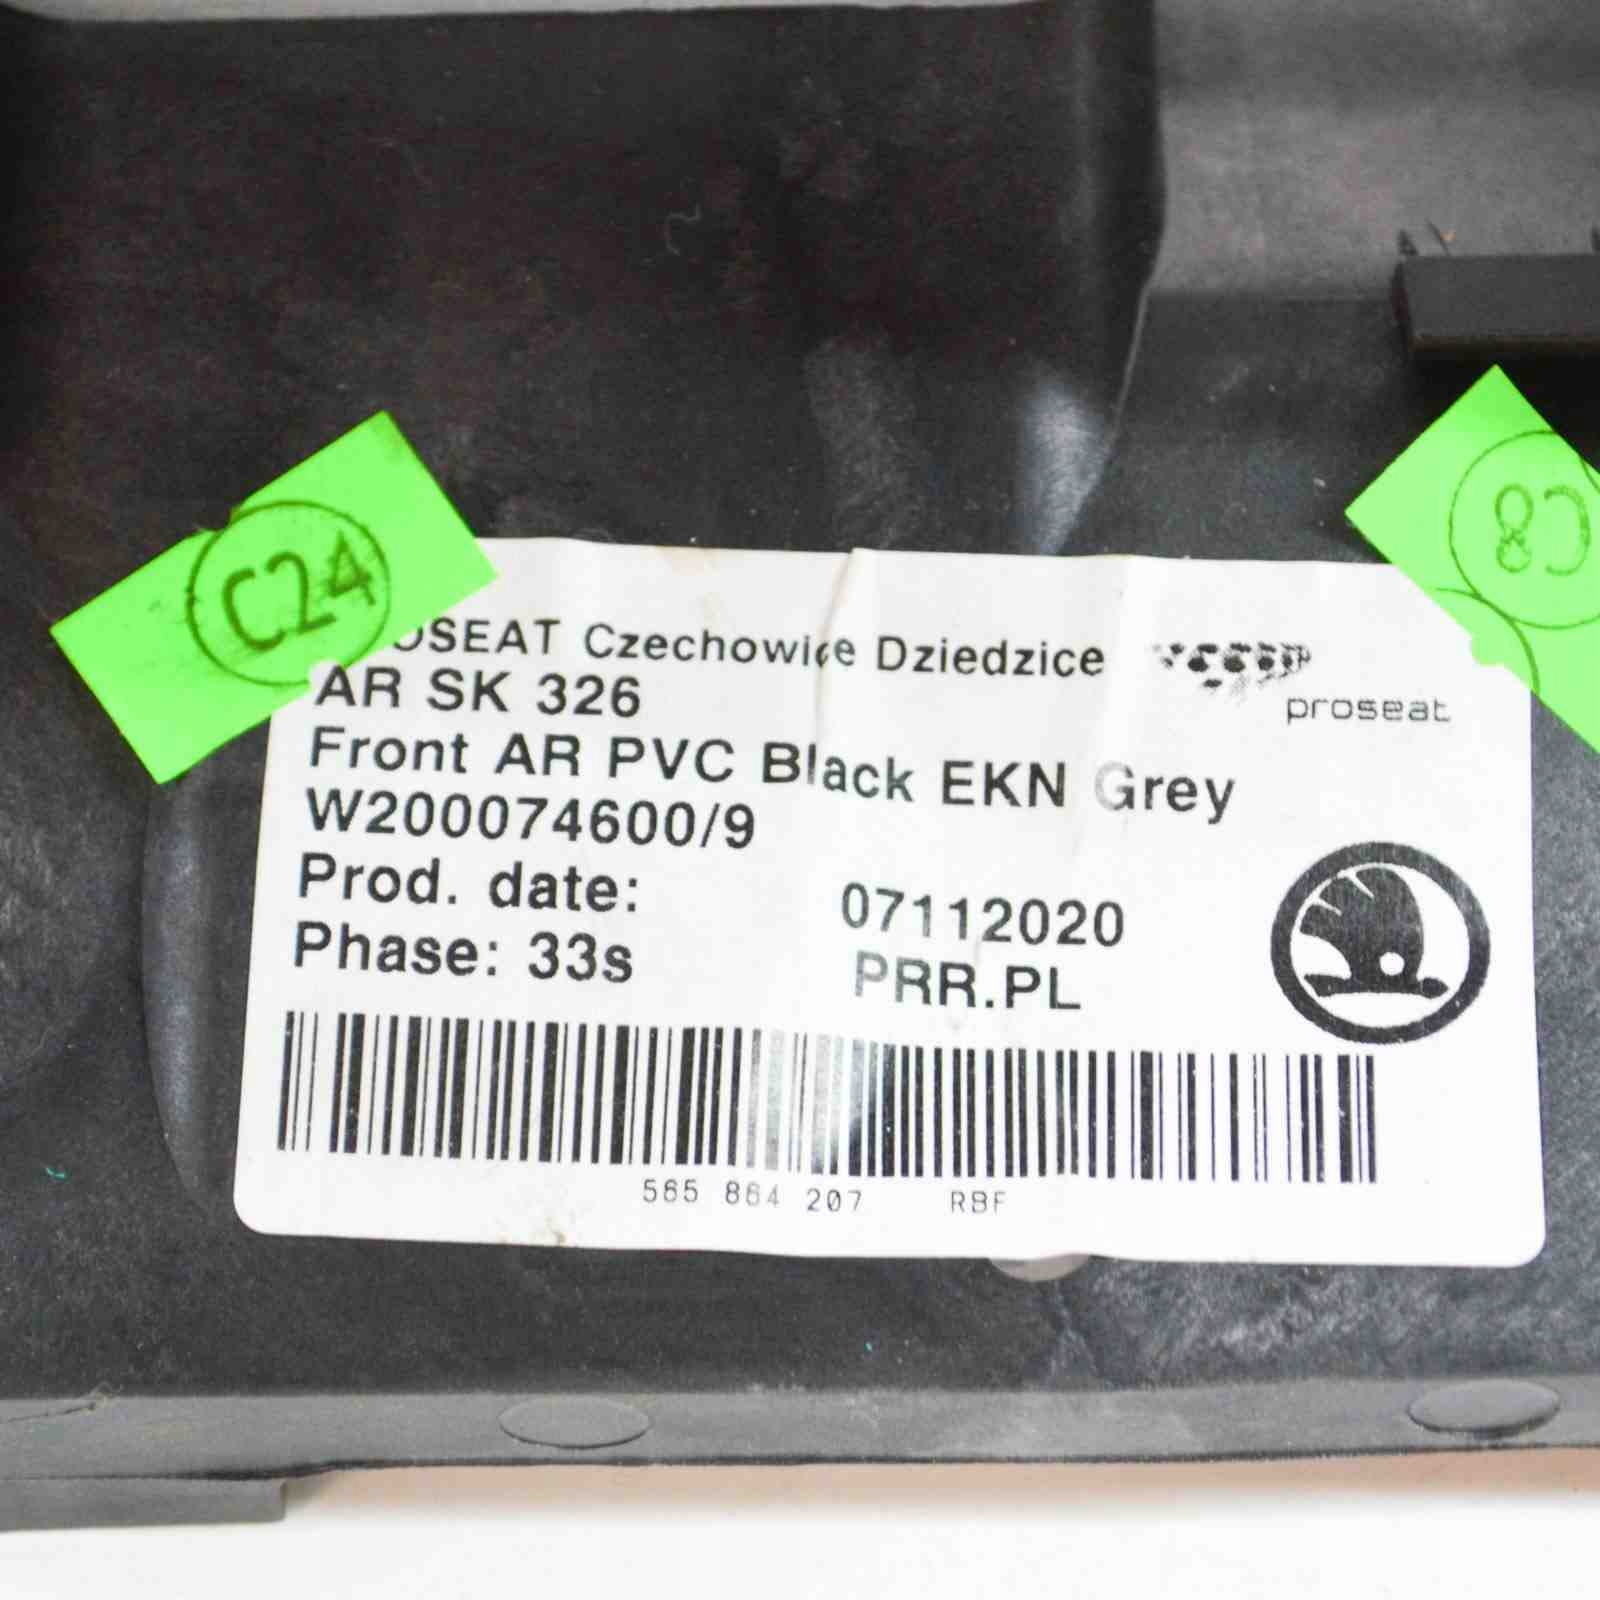 C24
C8
OSEAT Czechowice Dziedzice
proseat
AR SK 326
Front AR PVC Black EKN Grey
W200074600/9
Prod. date: 07112020
Phase: 33s PRR.PL
565 864 207 RBF